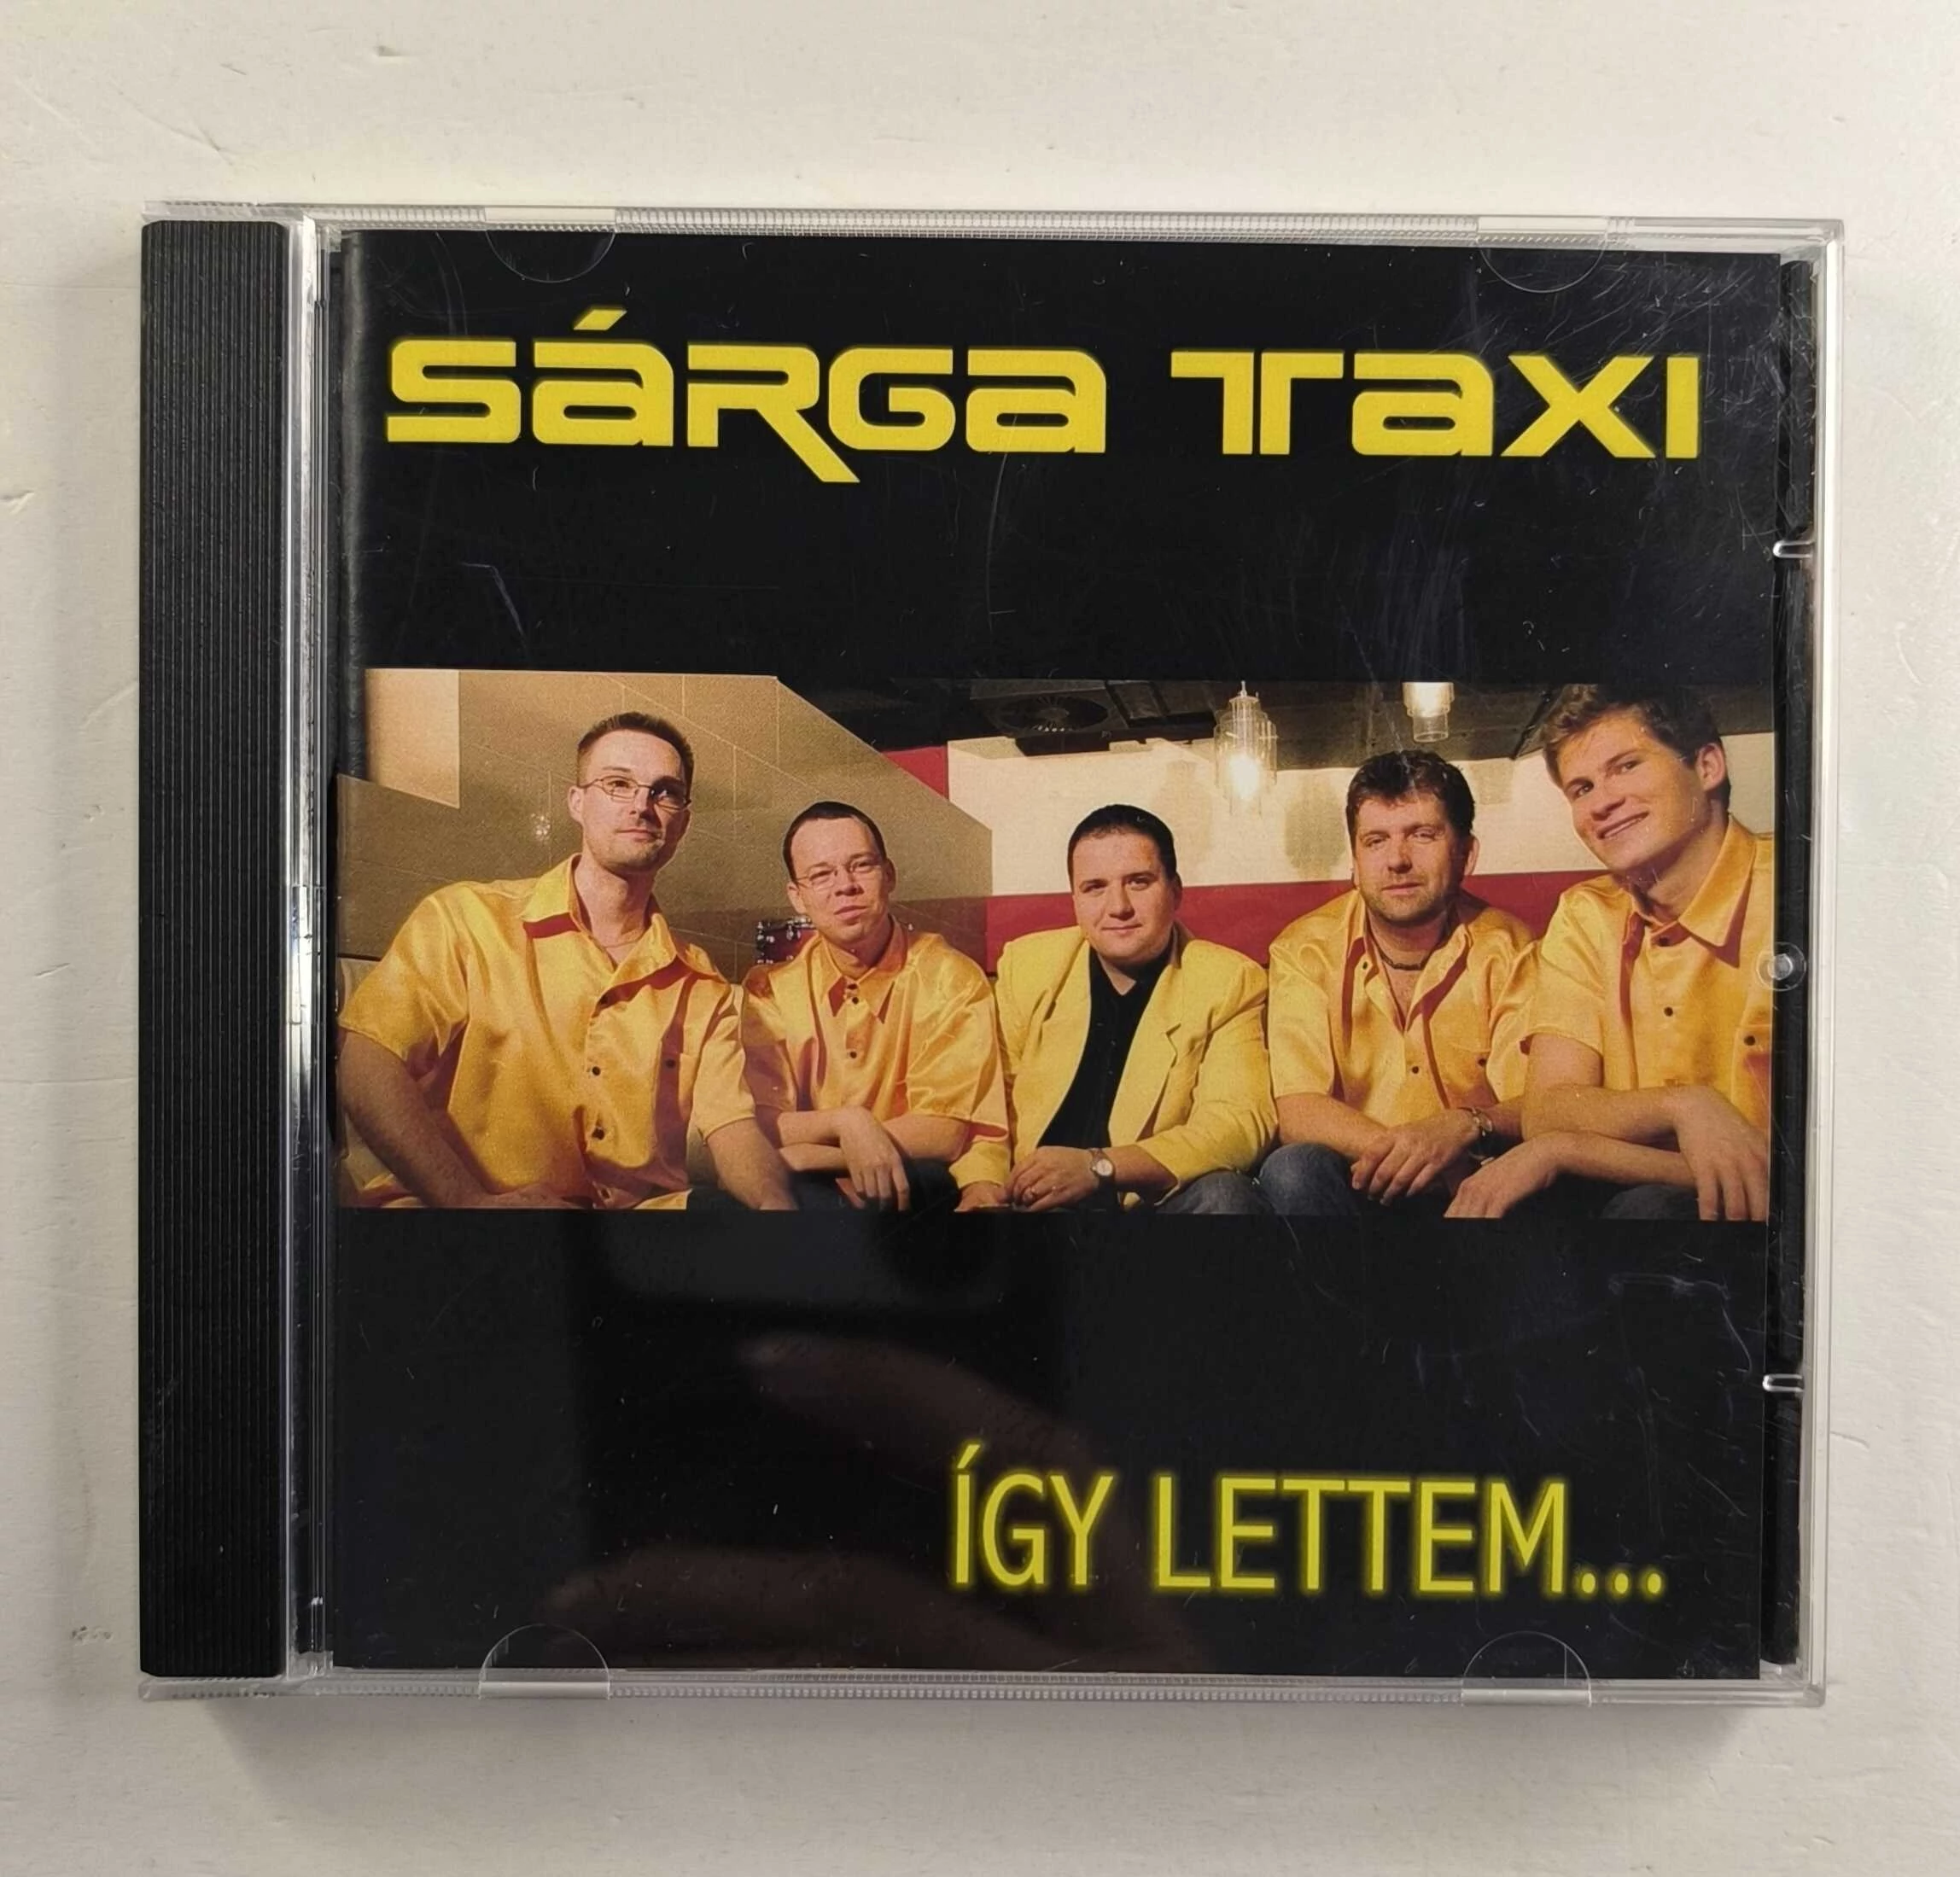 SÁRGA TAXI
ÍGY LETTEM...